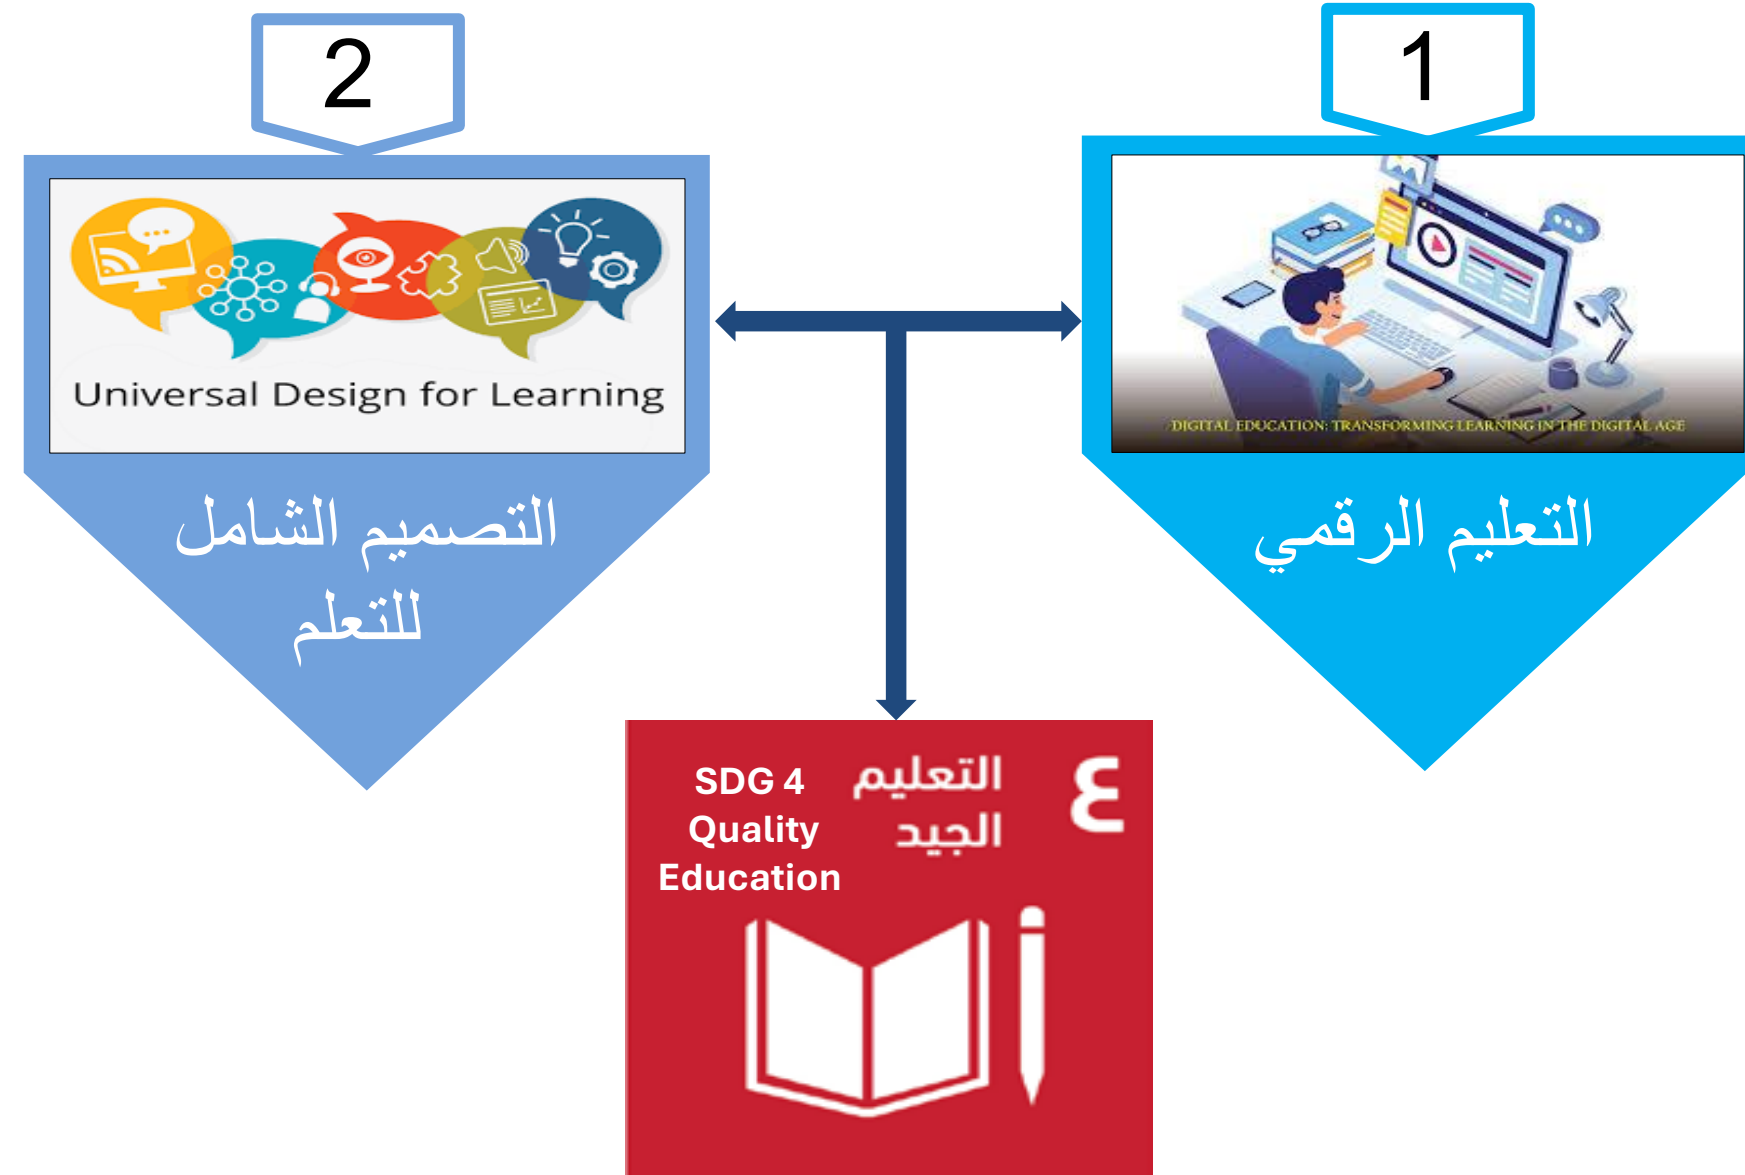 1
DIGITAL EDUCATION: TRANSFORMING LEARNING IN THE DIGITAL AGE
التعليم الرقمي
2
Universal Design for Learning
التصميم الشامل
للتعلم
٤
التعليم
الجيد
SDG 4
Quality
Education